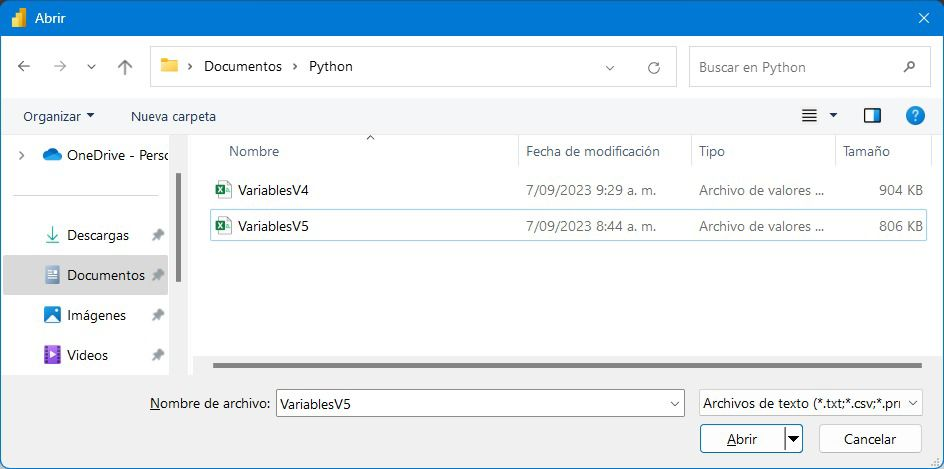 Abrir
Documentos > Python
Buscar en Python
Organizar
Nueva carpeta
OneDrive - Perso
Descargas
Documentos
Imágenes
Videos
Nombre Fecha de modificación Tipo Tamaño
VariablesV4 7/09/2023 9:29 a. m. Archivo de valores ... 904 KB
VariablesV5 7/09/2023 8:44 a. m. Archivo de valores ... 806 KB
Nombre de archivo: VariablesV5
Archivos de texto (*.txt;*.csv;*.prn
Abrir
Cancelar